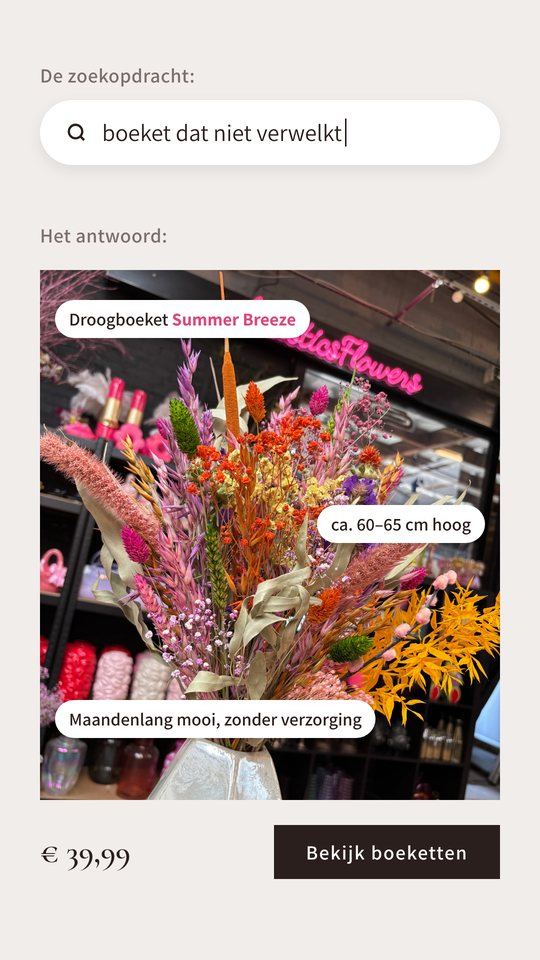 De zoekopdracht:
boeket dat niet verwelkt
Het antwoord:
Droogboeket Summer Breeze
ca. 60–65 cm hoog
Maandenlang mooi, zonder verzorging
€ 39,99
Bekijk boeketten